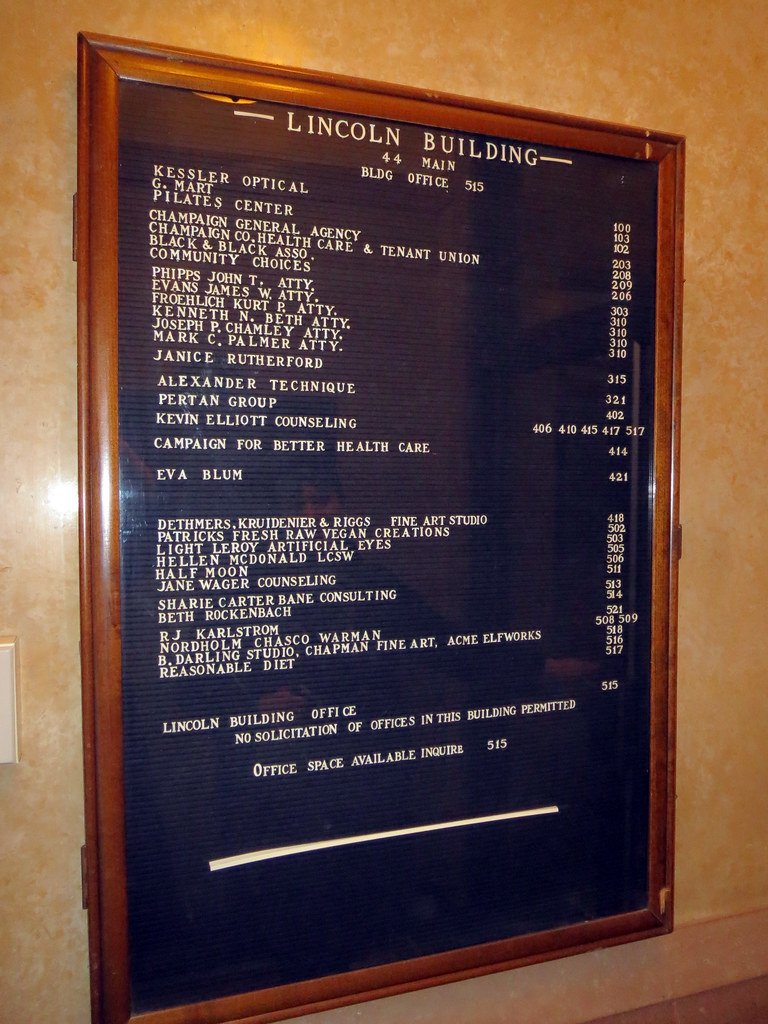 LINCOLN BUILDING
44 MAIN
BLDG OFFICE 515
KESSLER OPTICAL
G. MART
PILATES CENTER
CHAMPAIGN GENERAL AGENCY
CHAMPAIGN CO. HEALTH CARE & TENANT UNION
BLACK & BLACK ASSO.
COMMUNITY CHOICES
PHIPPS JOHN T, ATTY.
EVANS JAMES W. ATTY.
FROEHLICH KURT P. ATTY.
KENNETH N. BETH ATTY.
JOSEPH P. CHAMLEY ATTY.
MARK C. PALMER ATTY.
JANICE RUTHERFORD
ALEXANDER TECHNIQUE
PERTAN GROUP
KEVIN ELLIOTT COUNSELING
CAMPAIGN FOR BETTER HEALTH CARE
EVA BLUM
DETHMERS, KRUIDENIER & RIGGS FINE ART STUDIO
PATRICKS FRESH RAW VEGAN CREATIONS
LIGHT LEROY ARTIFICIAL EYES
HELLEN MCDONALD LCSW
HALF MOON
JANE WAGER COUNSELING
SHARIE CARTER BANE CONSULTING
BETH ROCKENBACH
RJ KARLSTROM
NORDHOLM CHASCO WARMAN
B. DARLING STUDIO, CHAPMAN FINE ART, ACME ELFWORKS
REASONABLE DIET
LINCOLN BUILDING OFFICE
100
103
102
203
208
209
206
303
310
310
310
310
315
321
402
406 410 415 417 517
414
421
418
502
503
505
506
511
513
514
521
508 509
518
516
517
515
NO SOLICITATION OF OFFICES IN THIS BUILDING PERMITTED
OFFICE SPACE AVAILABLE INQUIRE 515